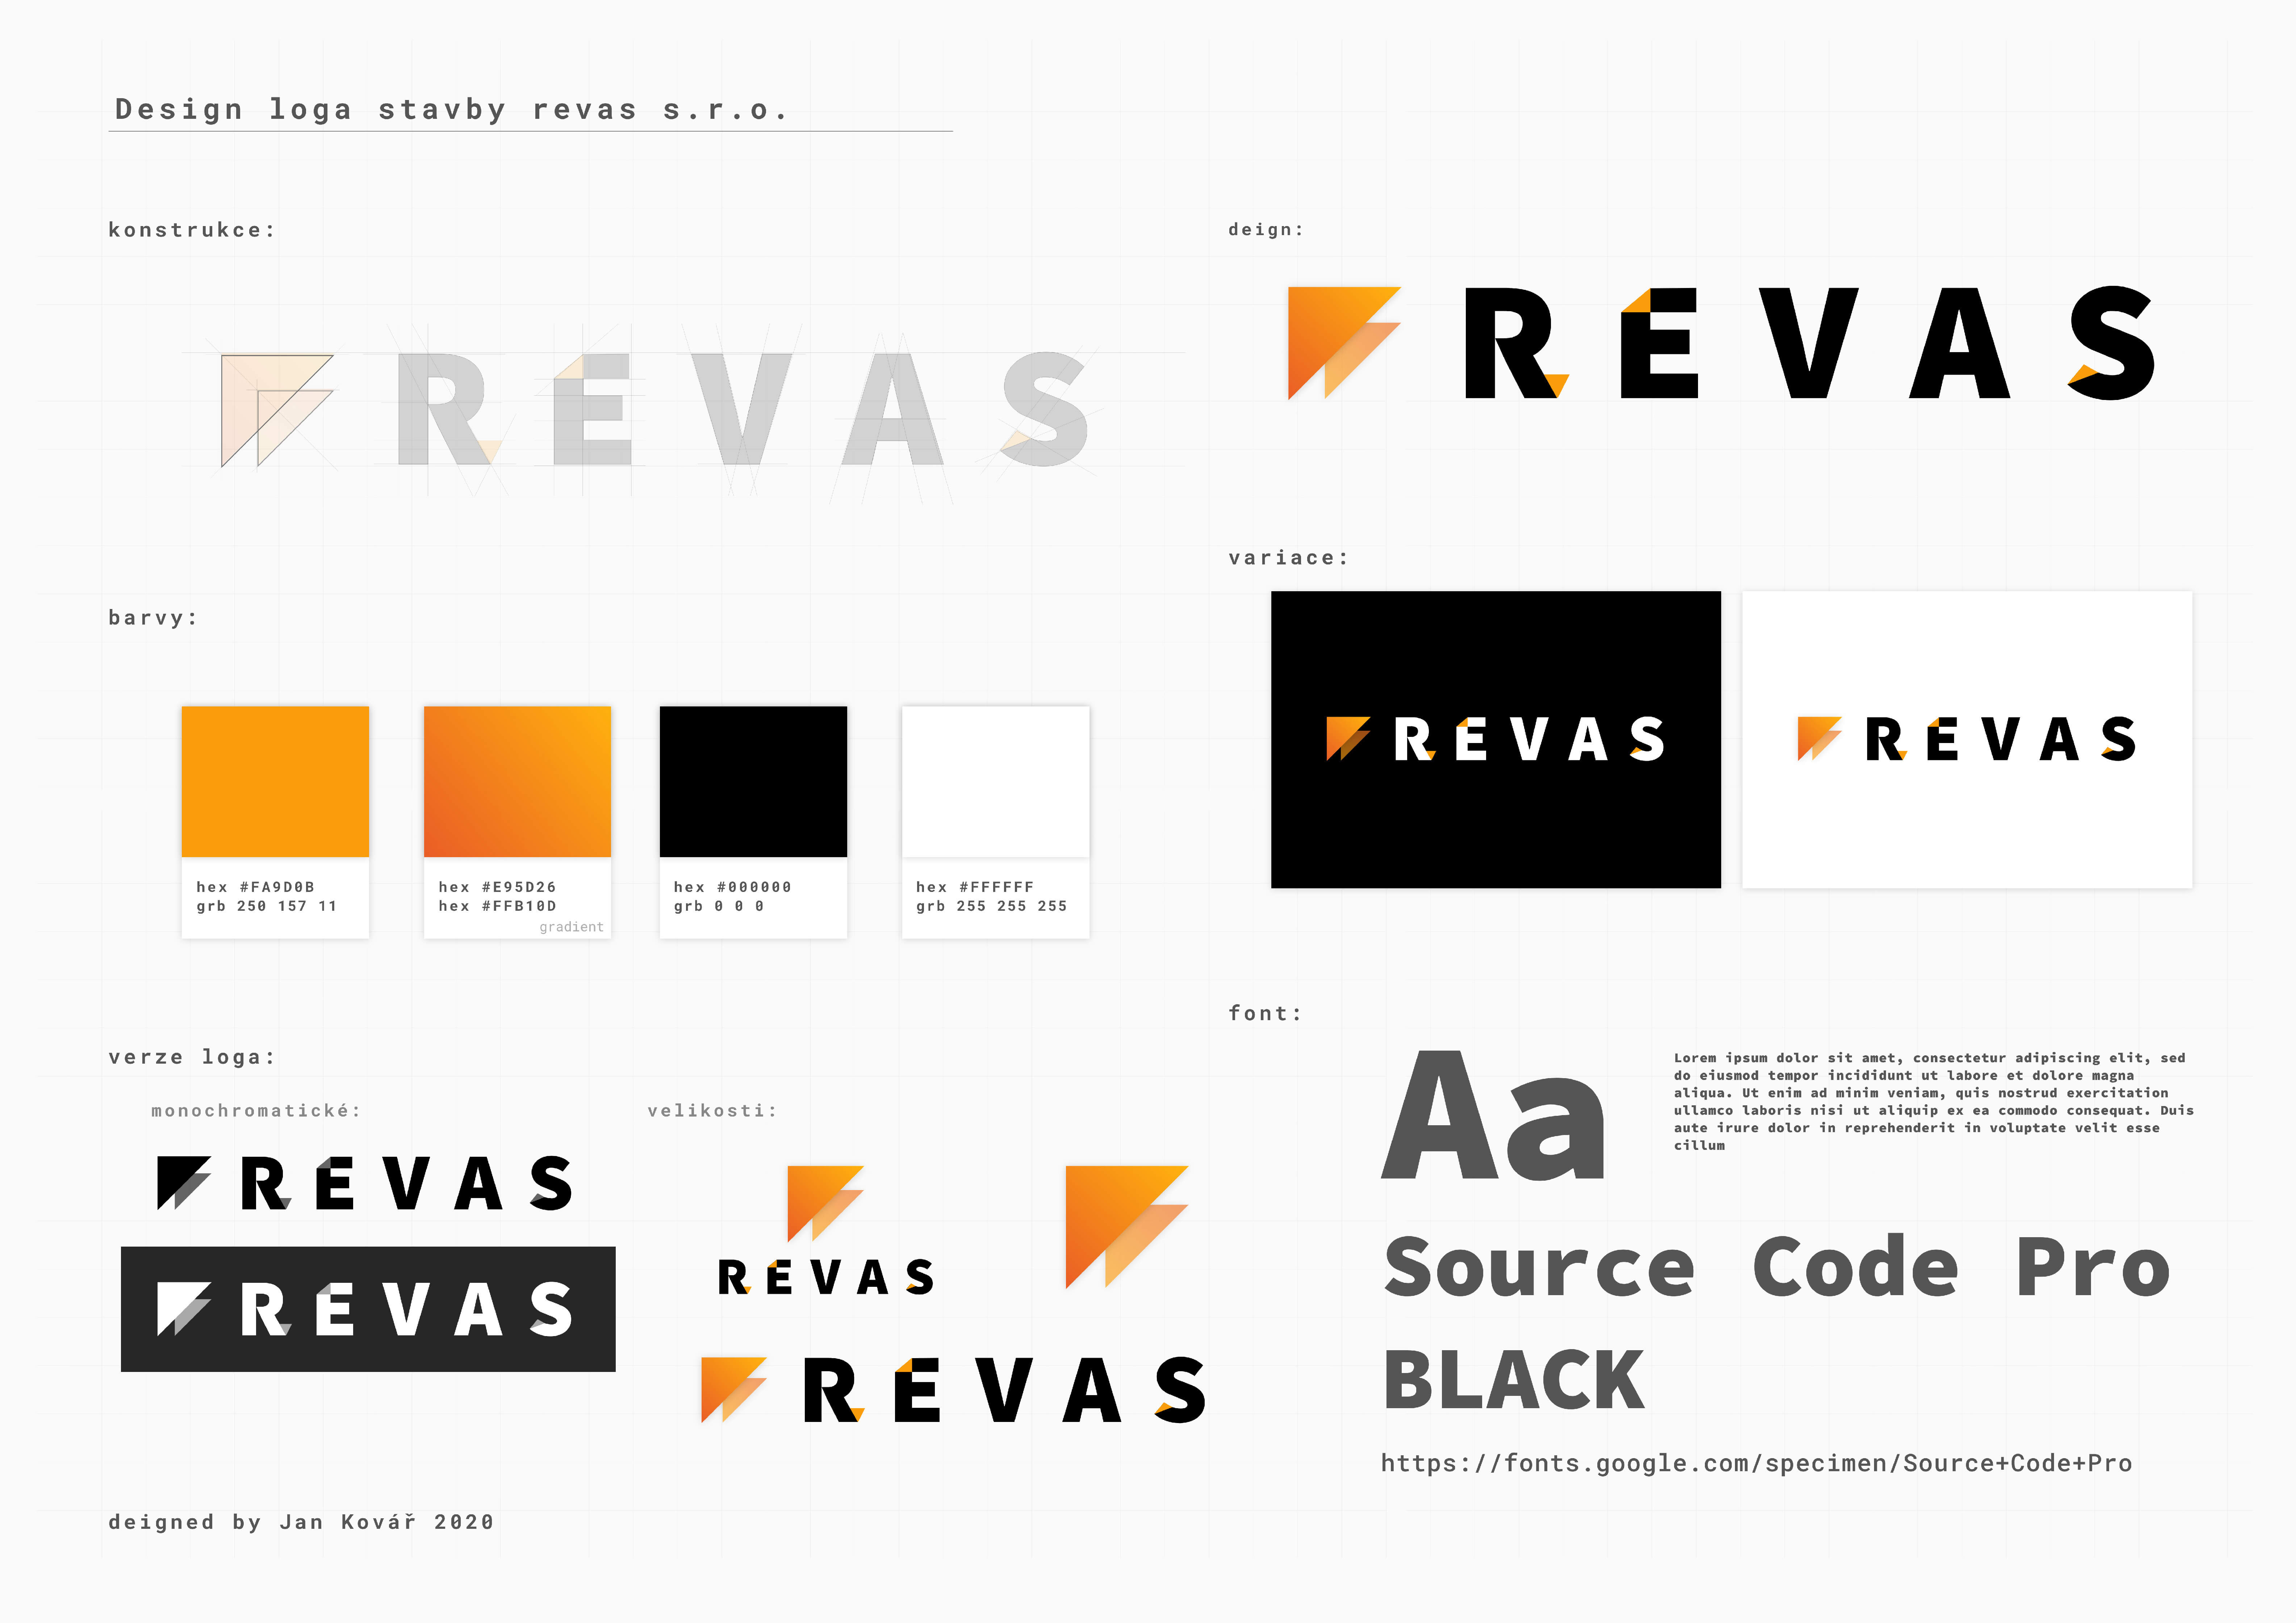 Design loga stavby revas s.r.o.
konstrukce:
REVAS
deign:
REVAS
variace:
REVAS
REVAS
barvy:
hex #FA9D0B
grb 250 157 11
hex #E95D26
hex #FFB10D
gradient
hex #000000
grb 0 0 0
hex #FFFFFF
grb 255 255 255
verze loga:
monochromatické:
REVAS
REVAS
velikosti:
REVAS
REVAS
font:
Aa
Lorem ipsum dolor sit amet, consectetur adipiscing elit, sed
do eiusmod tempor incididunt ut labore et dolore magna
aliqua. Ut enim ad minim veniam, quis nostrud exercitation
ullamco laboris nisi ut aliquip ex ea commodo consequat. Duis
aute irure dolor in reprehenderit in voluptate velit esse
cillum
Source Code Pro
BLACK
https://fonts.google.com/specimen/Source+Code+Pro
deigned by Jan Kovář 2020